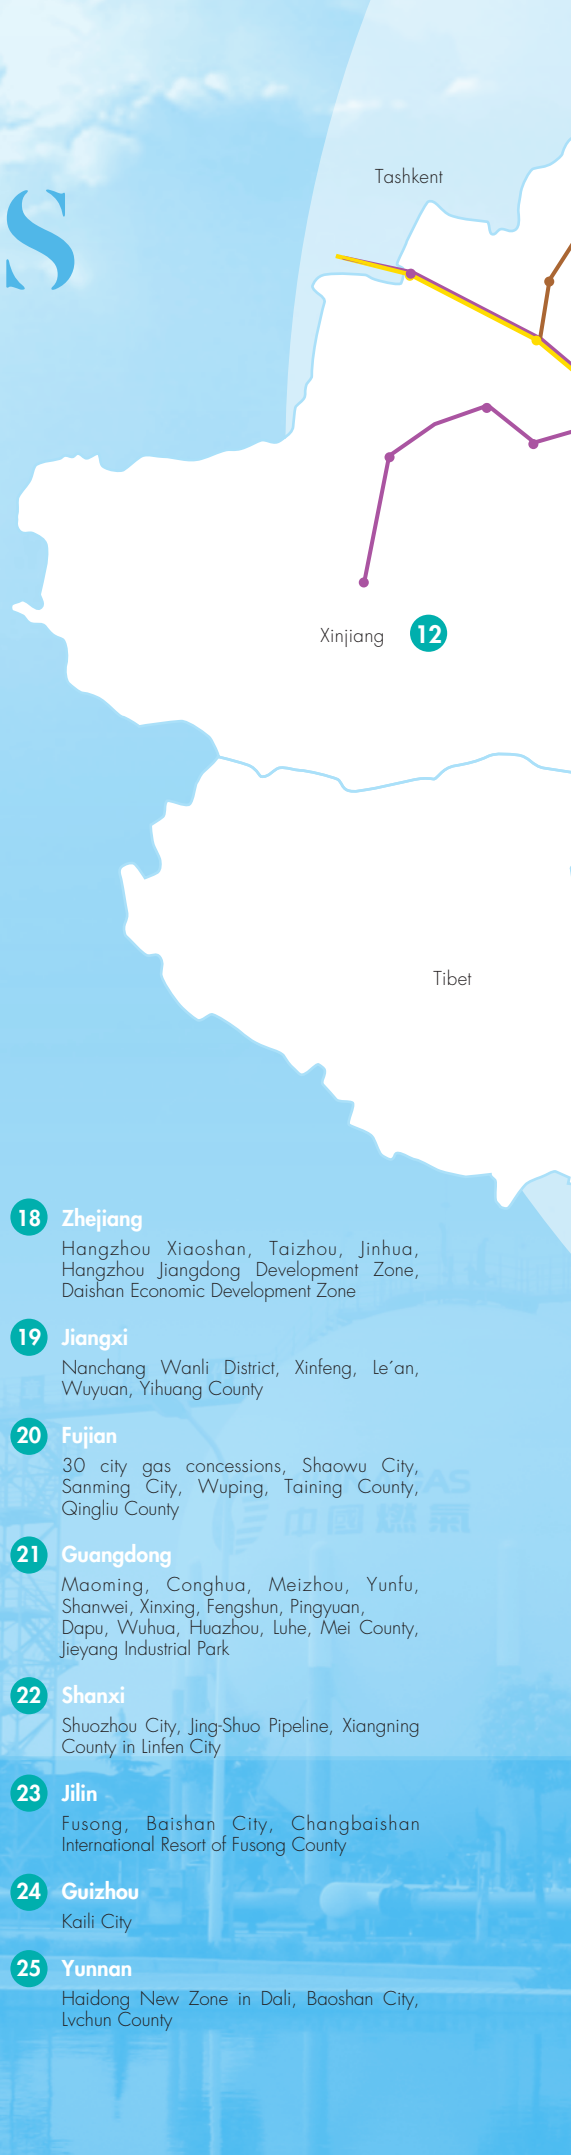 S
Tashkent
Xinjiang 12
Tibet
18 Zhejiang
Hangzhou Xiaoshan, Taizhou, Jinhua,
Hangzhou Jiangdong Development Zone,
Daishan Economic Development Zone
19 Jiangxi
Nanchang Wanli District, Xinfeng, Le´an,
Wuyuan, Yihuang County
20 Fujian
30 city gas concessions, Shaowu City,
Sanming City, Wuping, Taining County,
Qingliu County
中國燃氣
21 Guangdong
Maoming, Conghua, Meizhou, Yunfu,
Shanwei, Xinxing, Fengshun, Pingyuan,
Dapu, Wuhua, Huazhou, Luhe, Mei County,
Jieyang Industrial Park
22 Shanxi
Shuozhou City, Jing-Shuo Pipeline, Xiangning
County in Linfen City
23 Jilin
Fusong, Baishan City, Changbaishan
International Resort of Fusong County
24 Guizhou
Kaili City
25 Yunnan
Haidong New Zone in Dali, Baoshan City,
Lvchun County